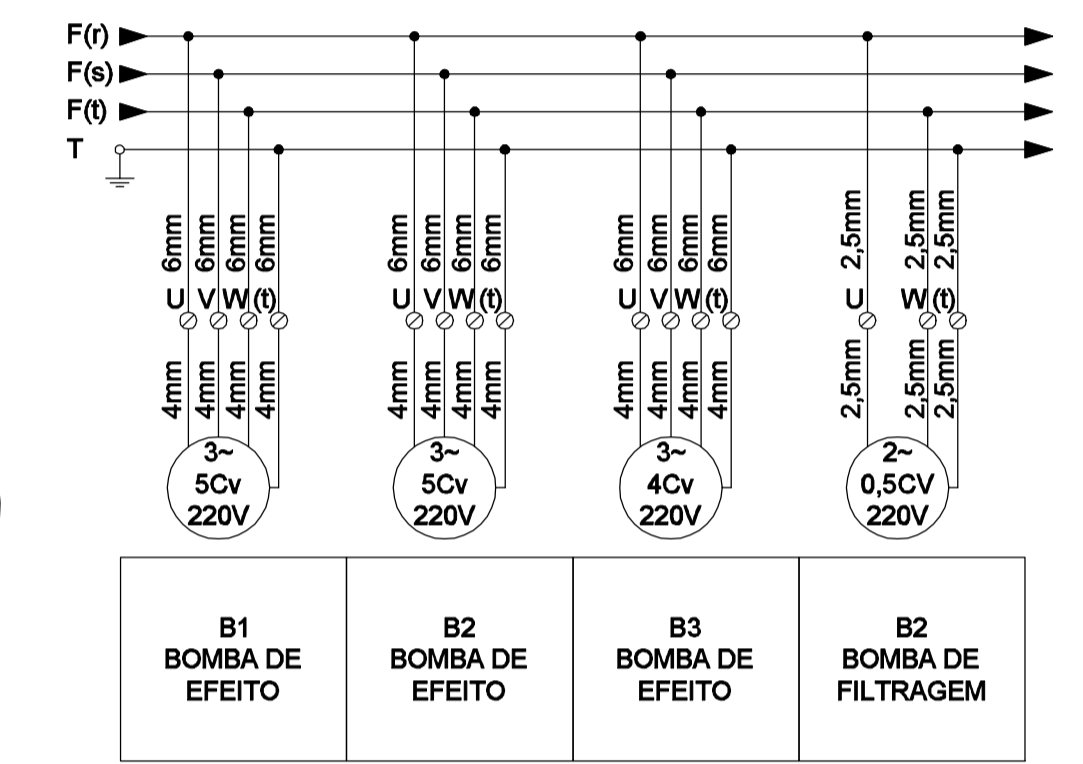 F(r)
F(s)
F(t)
T
6mm 6mm 6mm 6mm 6mm 6mm 6mm 6mm 6mm 6mm 6mm 6mm 2,5mm 2,5mm 2,5mm
U V W (t) U V W (t) U V W (t) U W (t)
4mm 4mm 4mm 4mm 4mm 4mm 4mm 4mm 4mm 4mm 4mm 4mm 2,5mm 2,5mm 2,5mm
3~ 3~ 3~ 2~
5Cv 5Cv 4Cv 0,5CV
220V 220V 220V 220V
B1
BOMBA DE
EFEITO
B2
BOMBA DE
EFEITO
B3
BOMBA DE
EFEITO
B2
BOMBA DE
FILTRAGEM